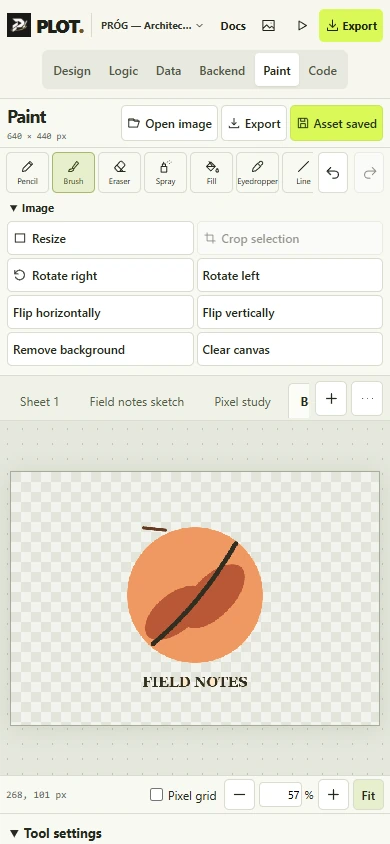 PLOT.
PRÓG — Architec...
Docs
Export
Design
Logic
Data
Backend
Paint
Code
Paint
640 × 440 px
Open image
Export
Asset saved
Pencil
Brush
Eraser
Spray
Fill
Eyedropper
Line
▼ Image
Resize
Crop selection
Rotate right
Rotate left
Flip horizontally
Flip vertically
Remove background
Clear canvas
Sheet 1
Field notes sketch
Pixel study
B
+
...
FIELD NOTES
268, 101 px
Pixel grid
—
57 %
+
Fit
▼ Tool settings